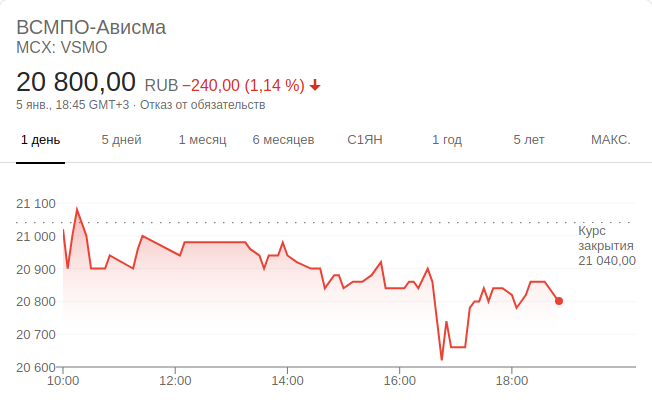 ВСМПО-Ависма
MCX: VSMO
20 800,00 RUB −240,00 (1,14 %)
5 янв., 18:45 GMT+3 · Отказ от обязательств
1 день 5 дней 1 месяц 6 месяцев С1ЯН 1 год 5 лет МАКС.
21 100
21 000
20 900
20 800
20 700
20 600
Курс
закрытия
21 040,00
10:00 12:00 14:00 16:00 18:00